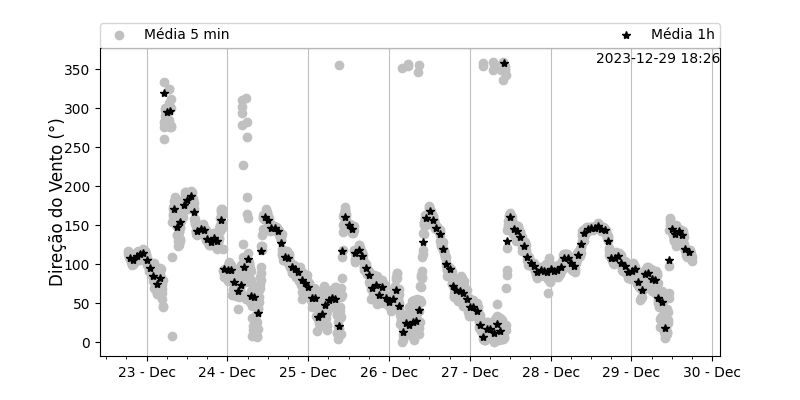 Média 5 min
Média 1h
2023-12-29 18:26
Direção do Vento (°)
350
300
250
200
150
100
50
0
23 - Dec
24 - Dec
25 - Dec
26 - Dec
27 - Dec
28 - Dec
29 - Dec
30 - Dec